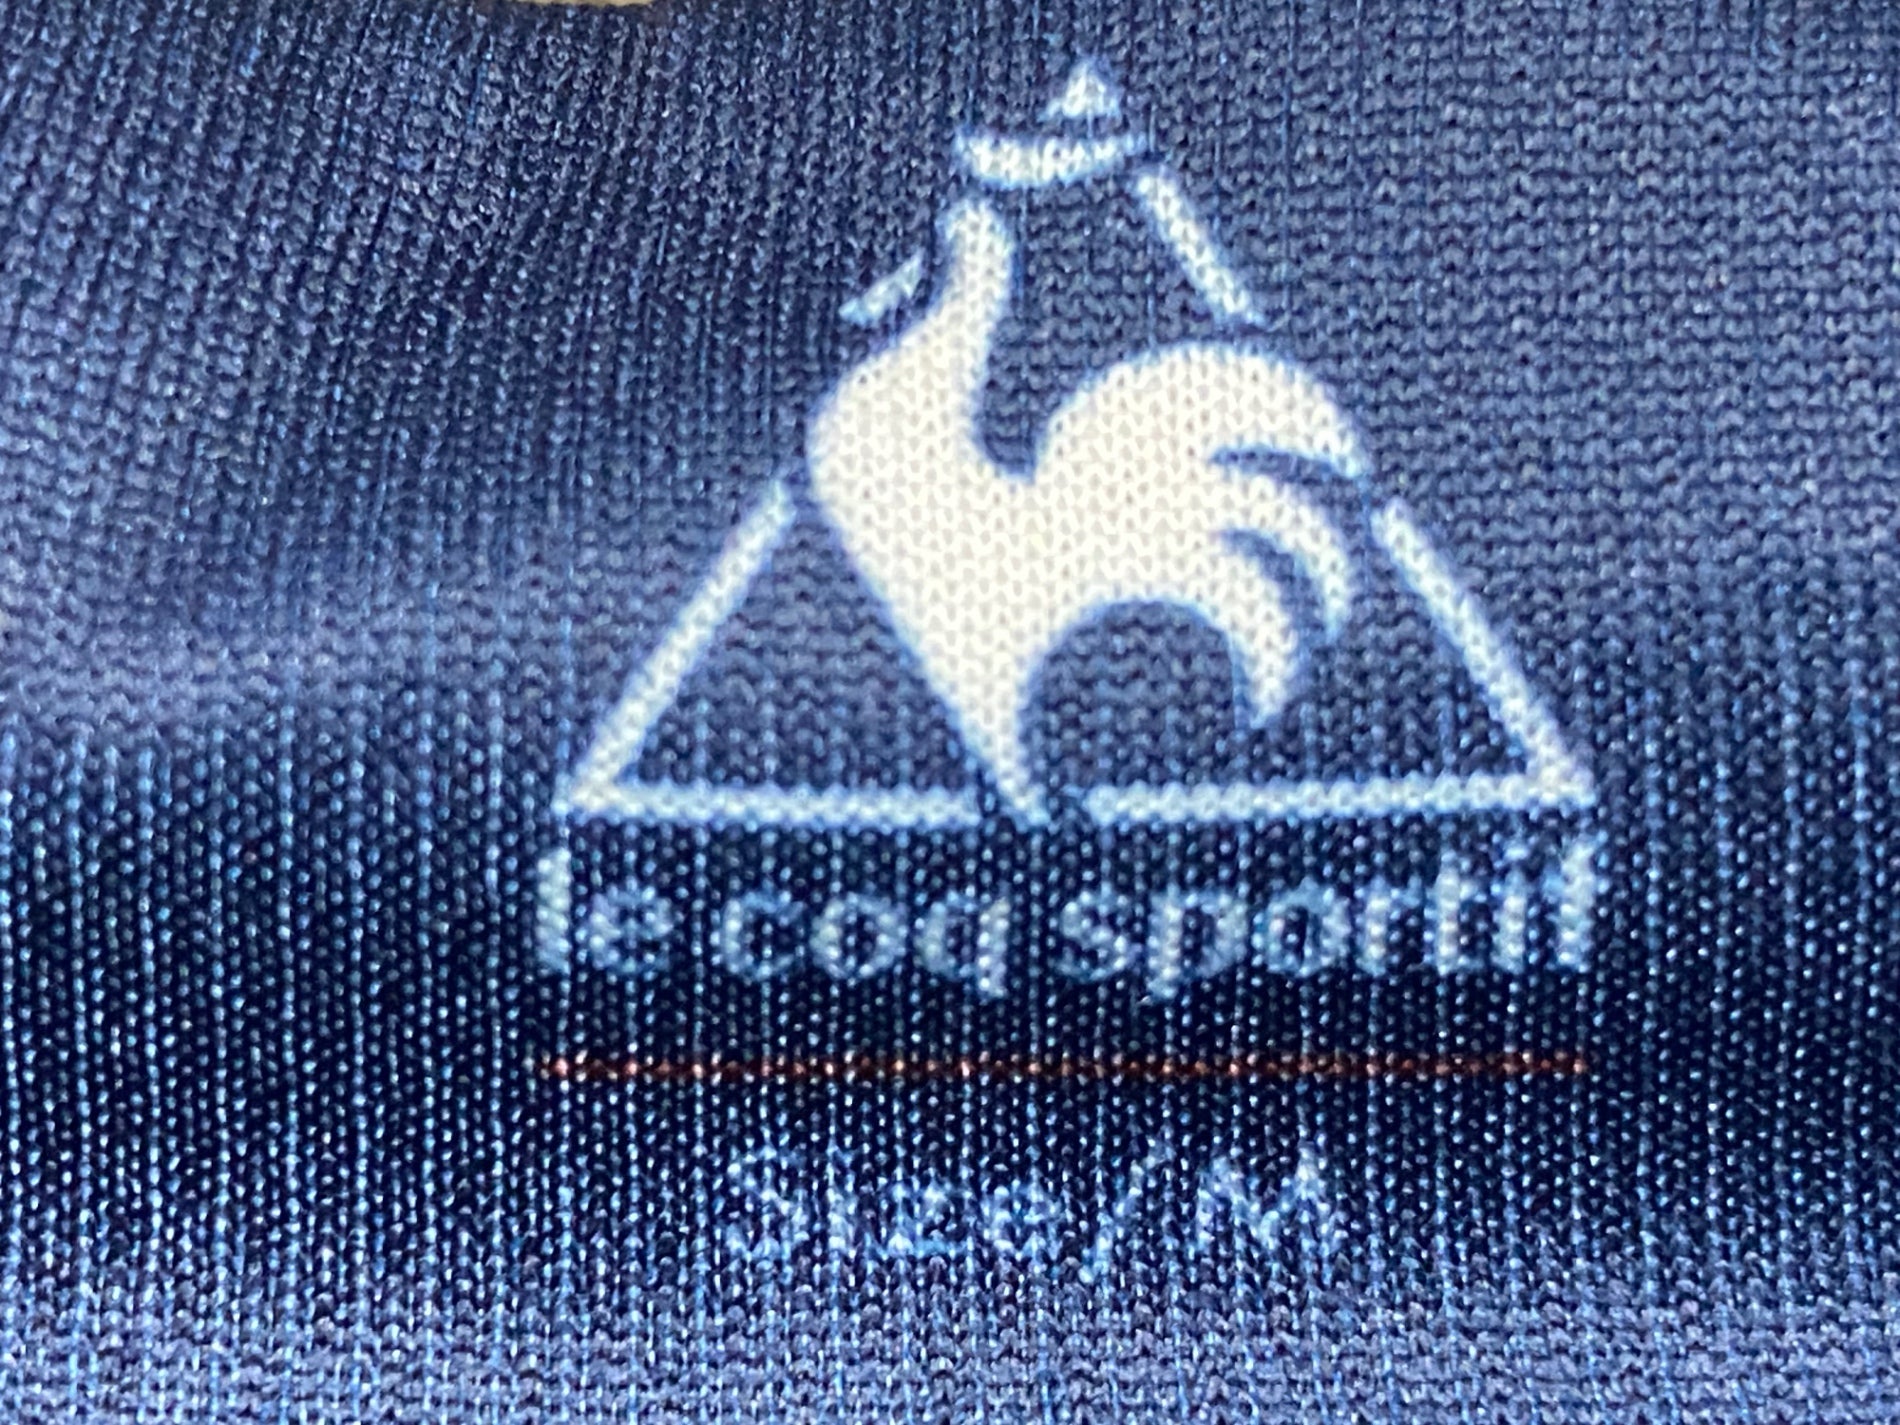 le coq sportif
Size/M